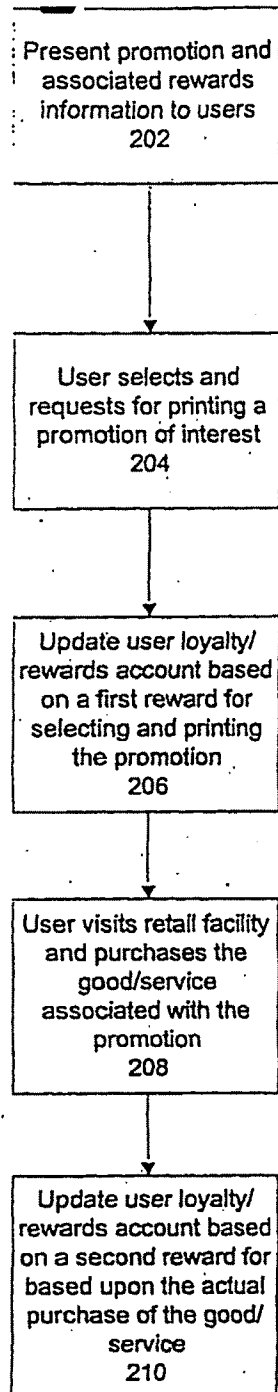 Present promotion and
associated rewards
information to users
202
User selects and
requests for printing a
promotion of interest
204
Update user loyalty/
rewards account based
on a first reward for
selecting and printing
the promotion
206
User visits retail facility
and purchases the
good/service
associated with the
promotion
208
Update user loyalty/
rewards account based
on a second reward for
based upon the actual
purchase of the good/
service
210